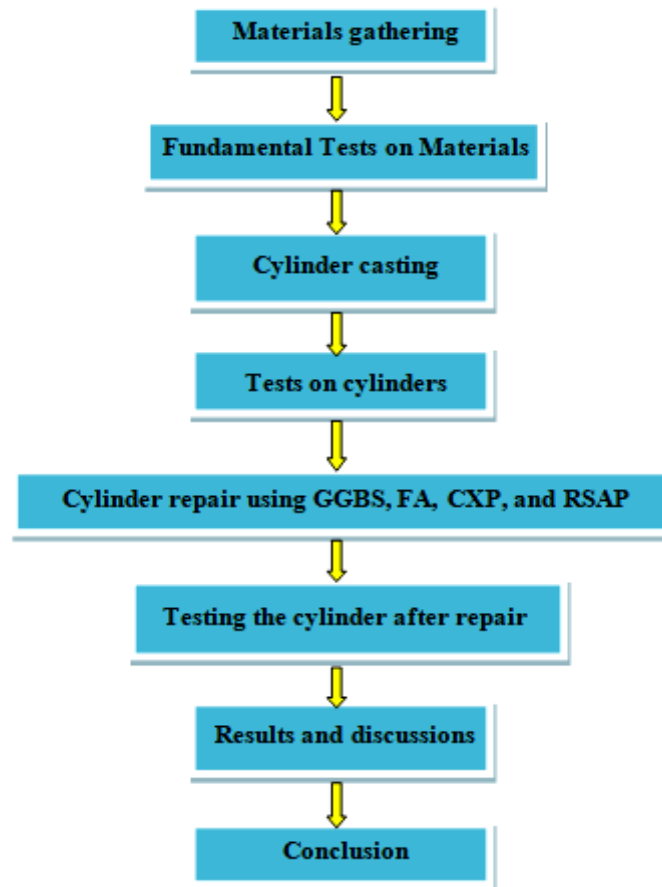 Materials gathering
Fundamental Tests on Materials
Cylinder casting
Tests on cylinders
Cylinder repair using GGBS, FA, CXP, and RSAP
Testing the cylinder after repair
Results and discussions
Conclusion